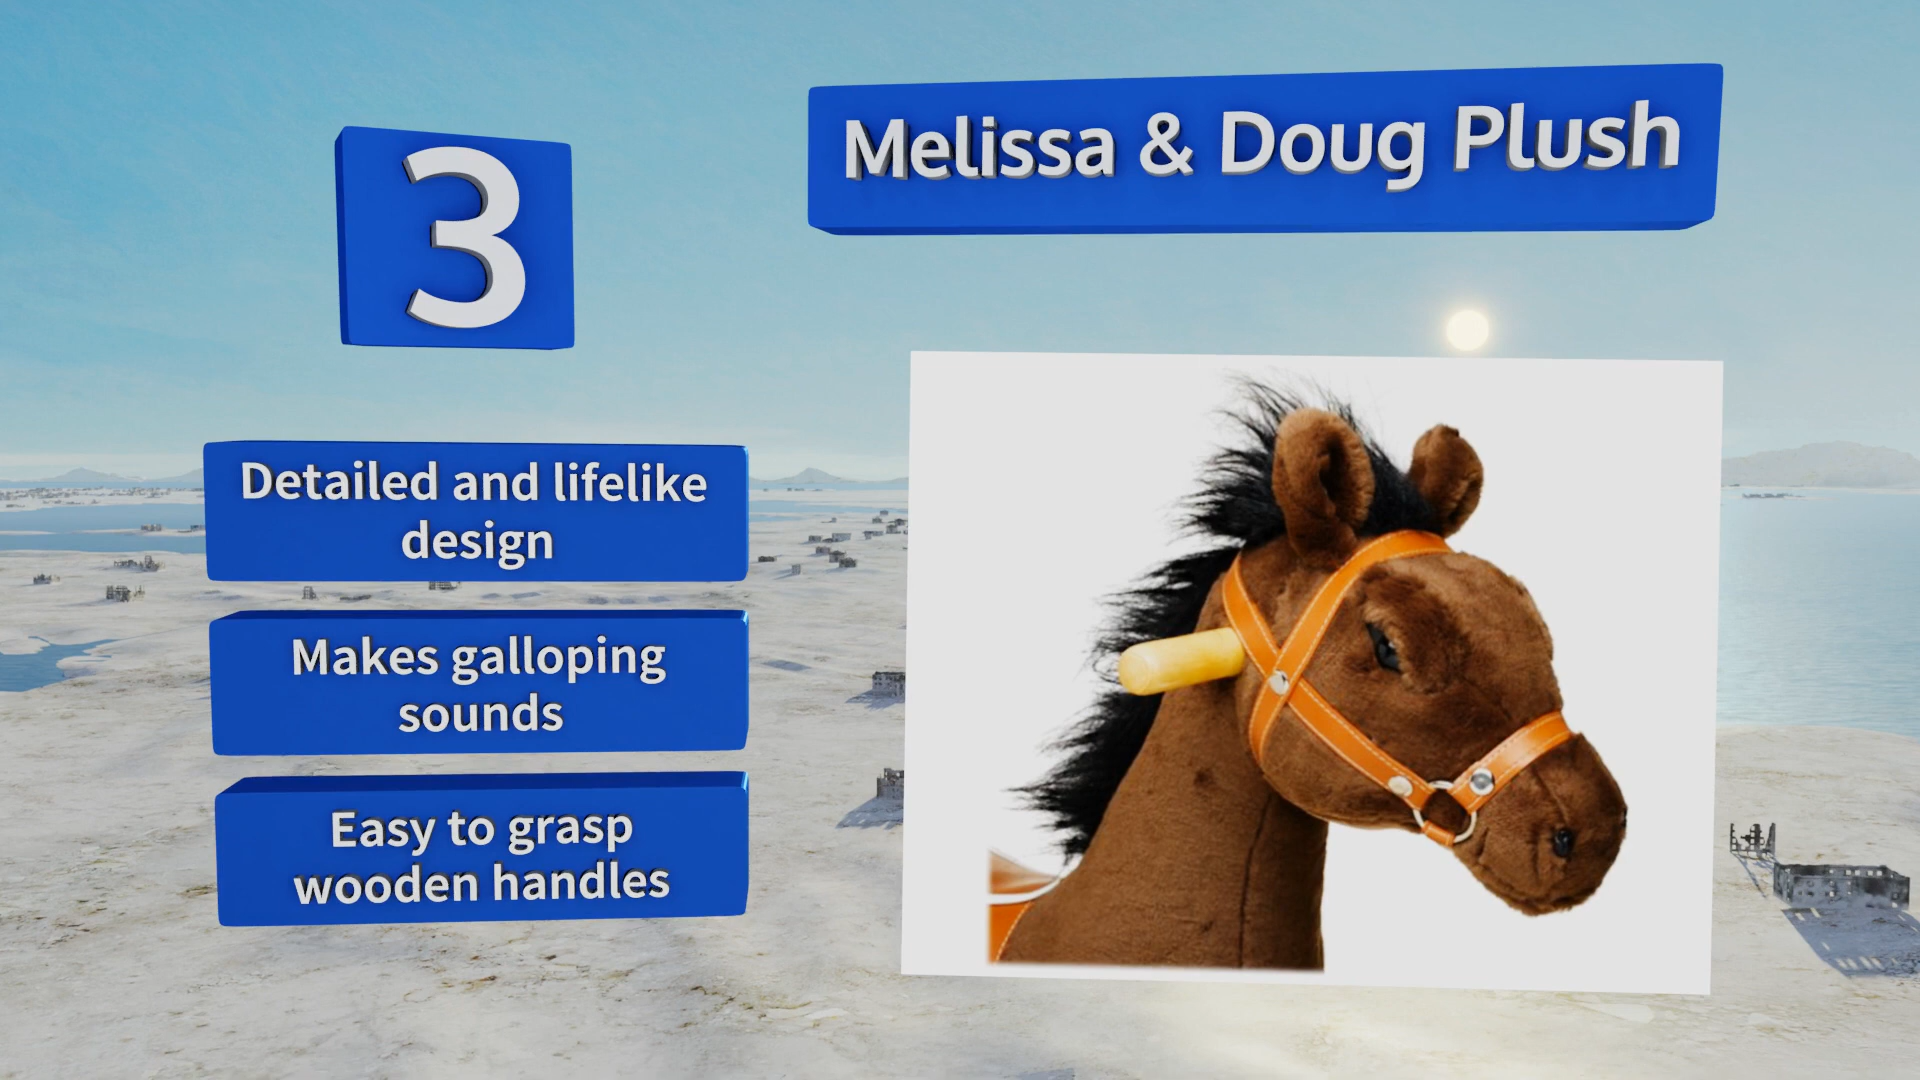 3
Melissa & Doug Plush
Detailed and lifelike
design
Makes galloping
sounds
Easy to grasp
wooden handles